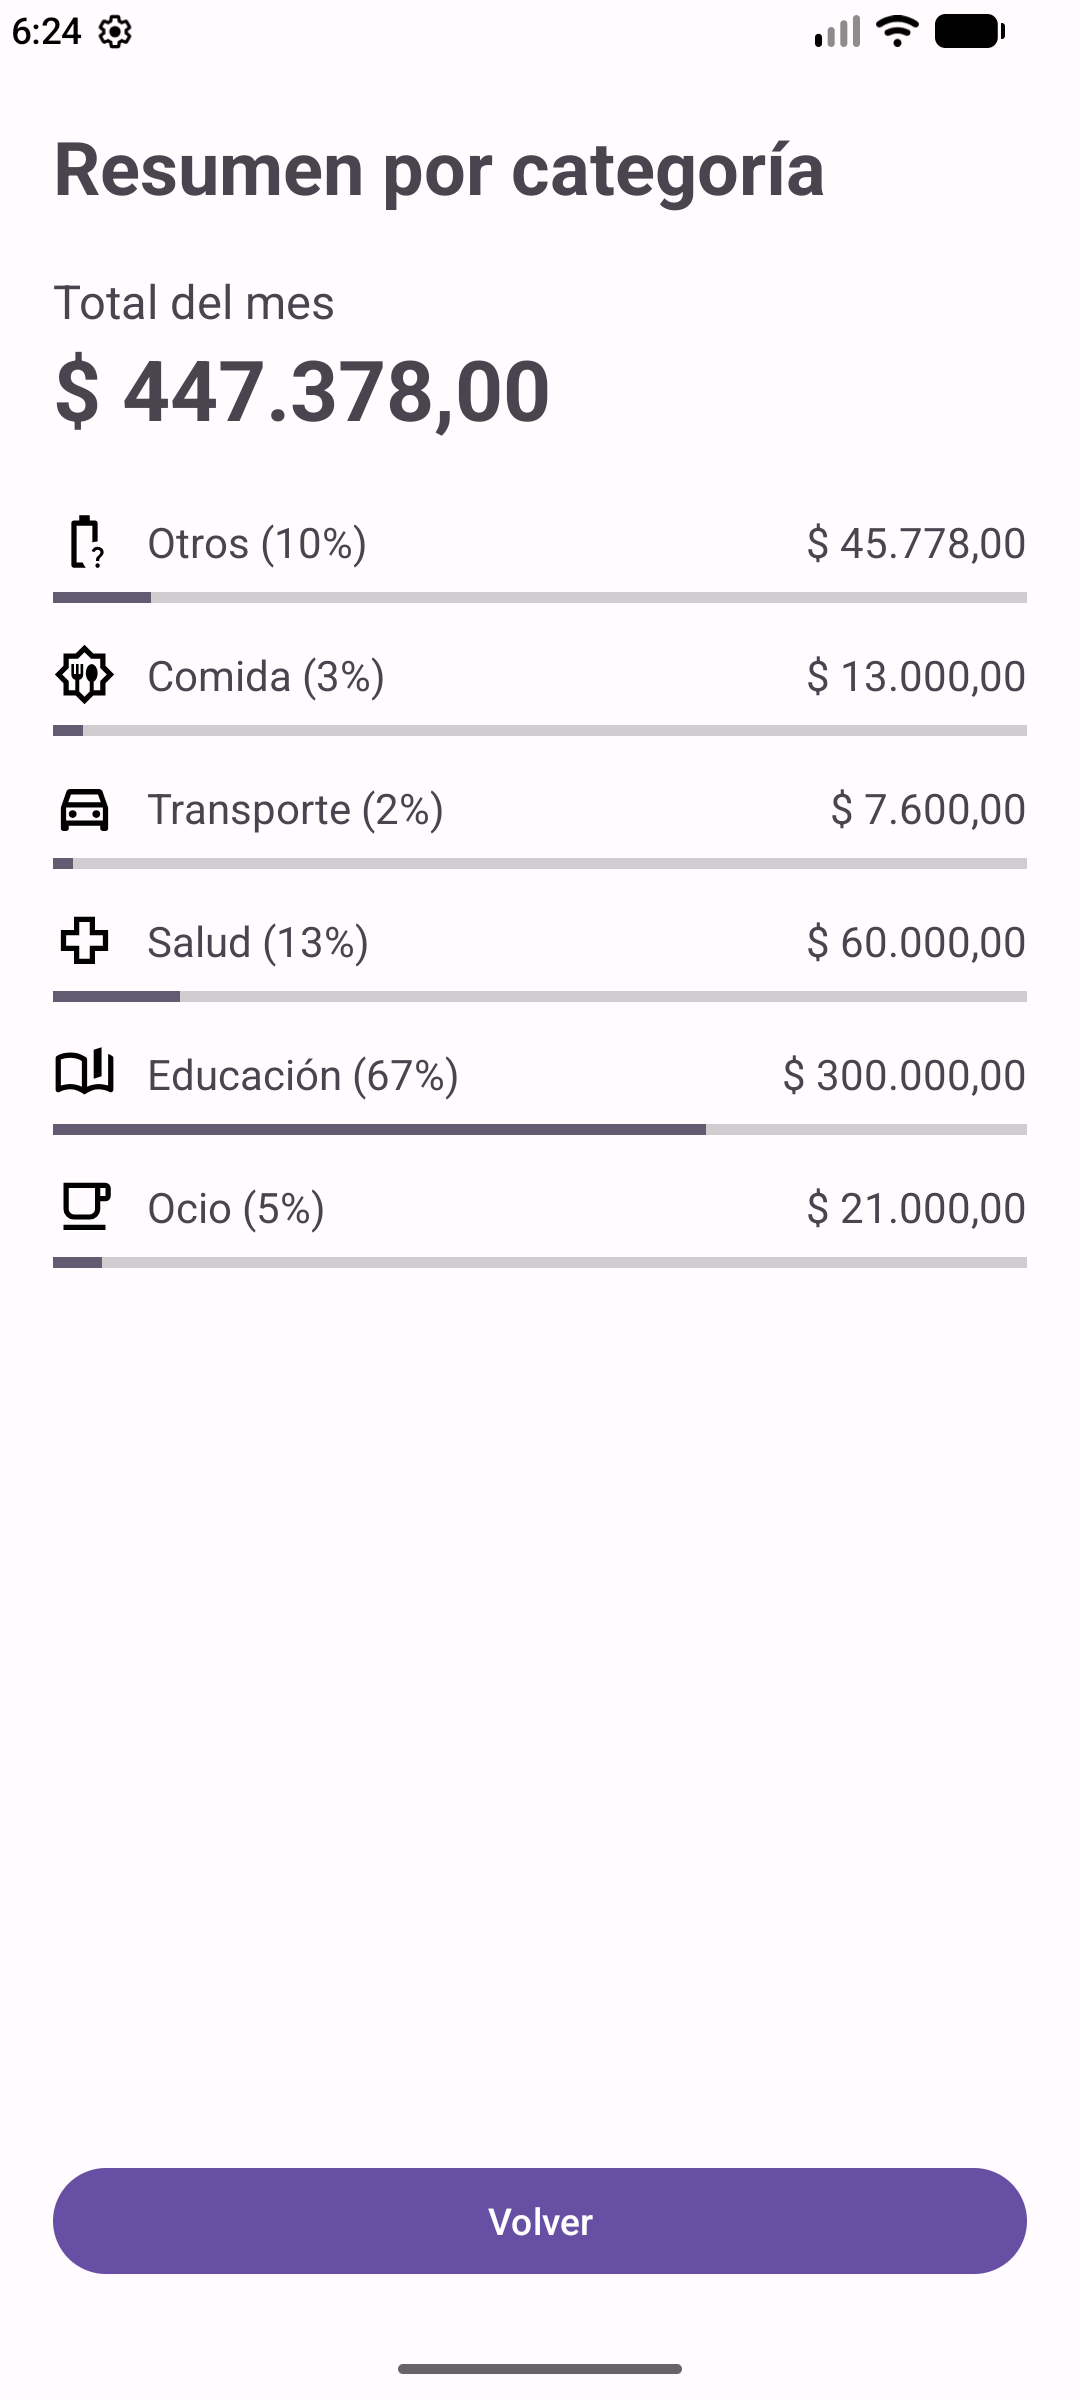 6:24
Resumen por categoría
Total del mes
$ 447.378,00
Otros (10%) $ 45.778,00
Comida (3%) $ 13.000,00
Transporte (2%) $ 7.600,00
Salud (13%) $ 60.000,00
Educación (67%) $ 300.000,00
Ocio (5%) $ 21.000,00
Volver